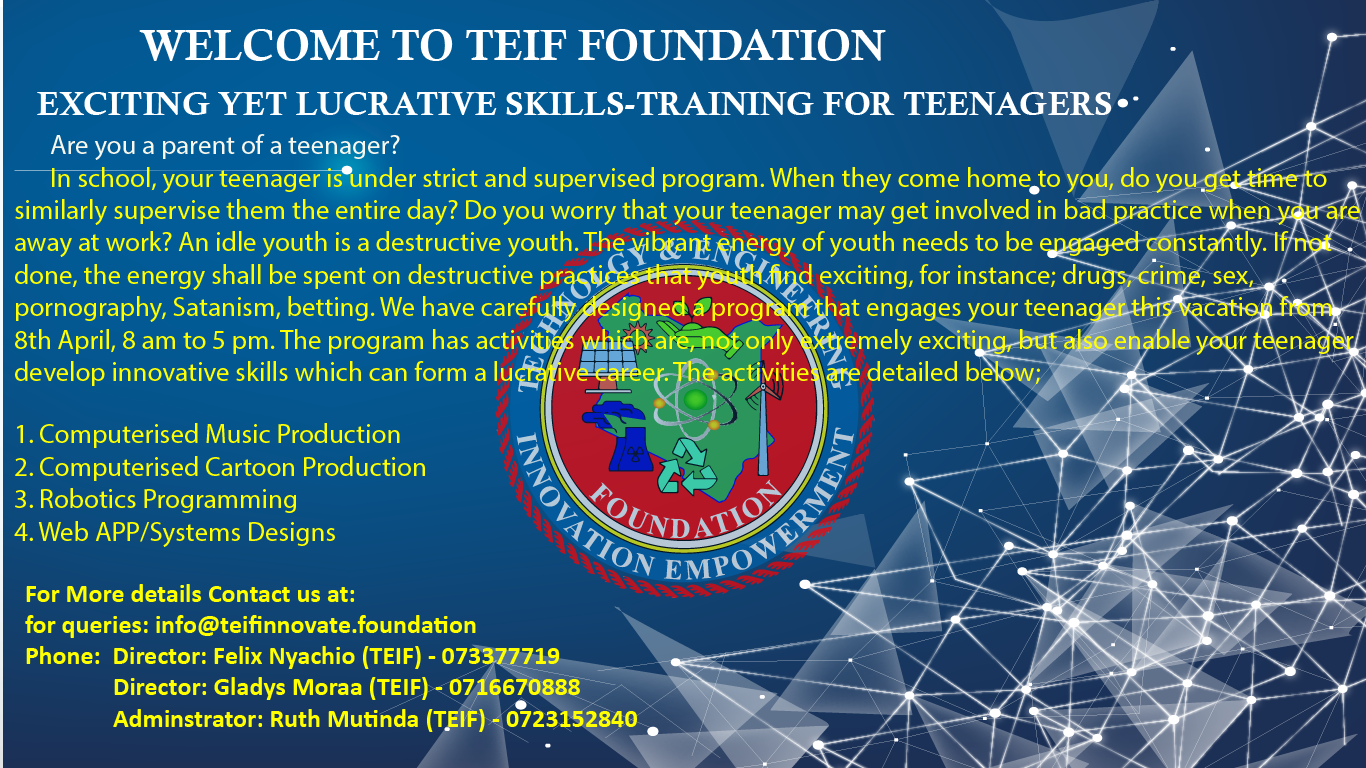 WELCOME TO TEIF FOUNDATION
EXCITING YET LUCRATIVE SKILLS-TRAINING FOR TEENAGERS
Are you a parent of a teenager?
In school, your teenager is under strict and supervised program. When they come home to you, do you get time to
similarly supervise them the entire day? Do you worry that your teenager may get involved in bad practice when you are
away at work? An idle youth is a destructive youth. The vibrant energy of youth needs to be engaged constantly. If not
done, the energy shall be spent on destructive practices that youth find exciting, for instance; drugs, crime, sex,
pornography, Satanism, betting. We have carefully designed a program that engages your teenager this vacation from
8th April, 8 am to 5 pm. The program has activities which are, not only extremely exciting, but also enable your teenager
develop innovative skills which can form a lucrative career. The activities are detailed below;
TECHNOLOGY & ENGINEERING
FOUNDATION
INNOVATION EMPOWERMENT
1. Computerised Music Production
2. Computerised Cartoon Production
3. Robotics Programming
4. Web APP/Systems Designs
For More details Contact us at:
for queries: info@teifinnovate.foundation
Phone: Director: Felix Nyachio (TEIF) - 073377719
Director: Gladys Moraa (TEIF) - 0716670888
Adminstrator: Ruth Mutinda (TEIF) - 0723152840